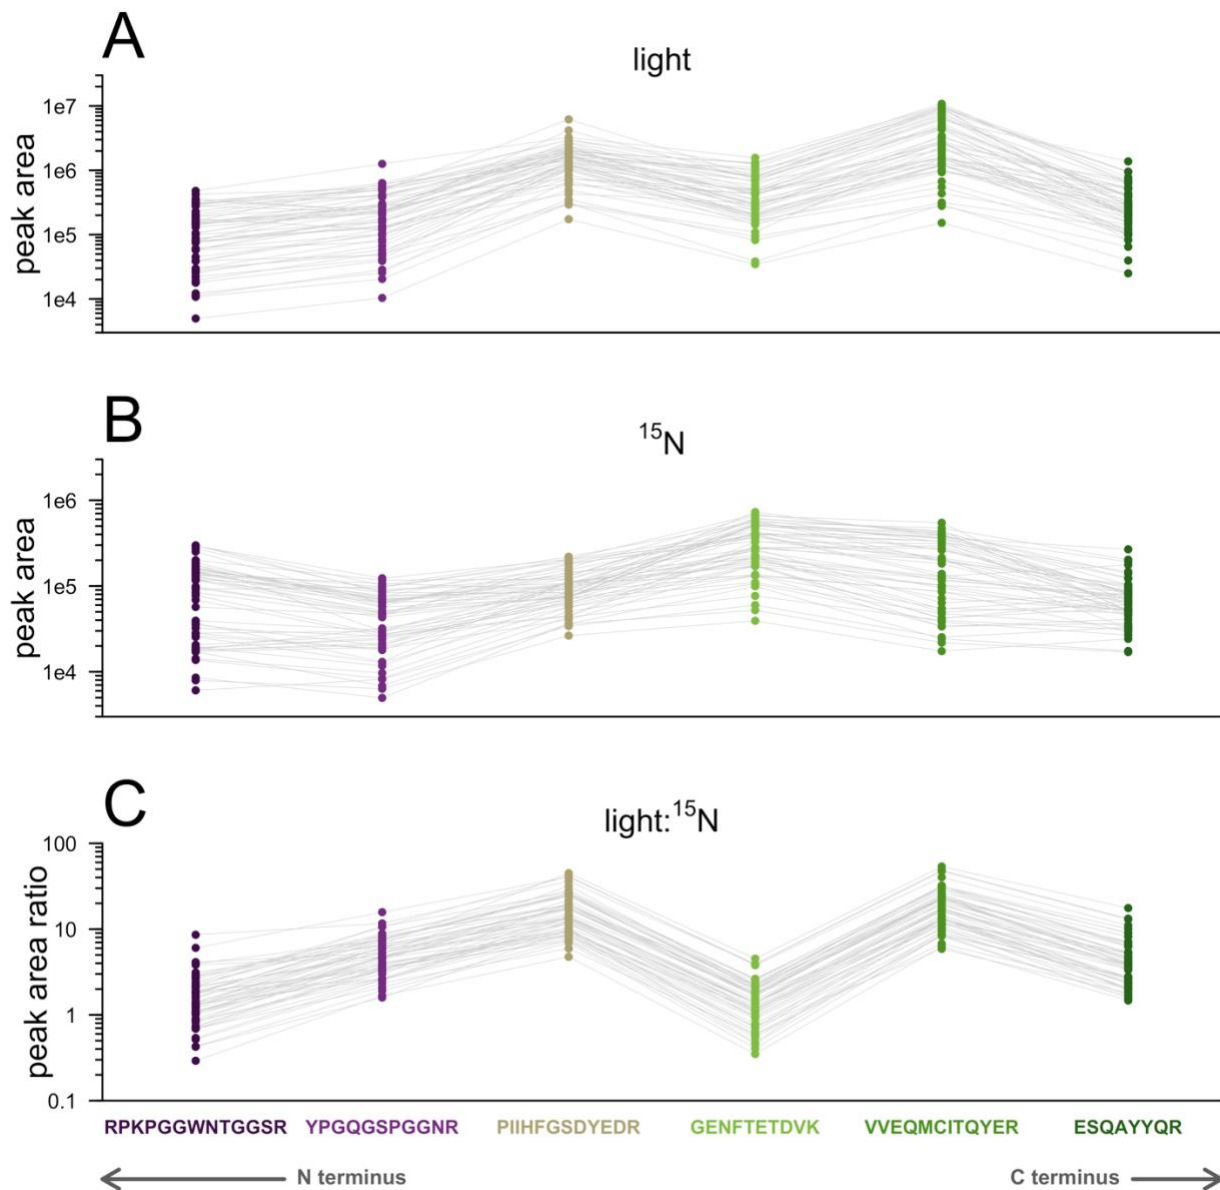 A
light
peak area
1e7
1e6
1e5
1e4
B
15N
peak area
1e6
1e5
1e4
C
light:15N
peak area ratio
100
10
1
0.1
RPKPGGWNTGGSR YPGQGSPGGNR PIIHFGSDYEDR GENFTETDVK VVEQMCITQYER ESQAYYQR
N terminus C terminus